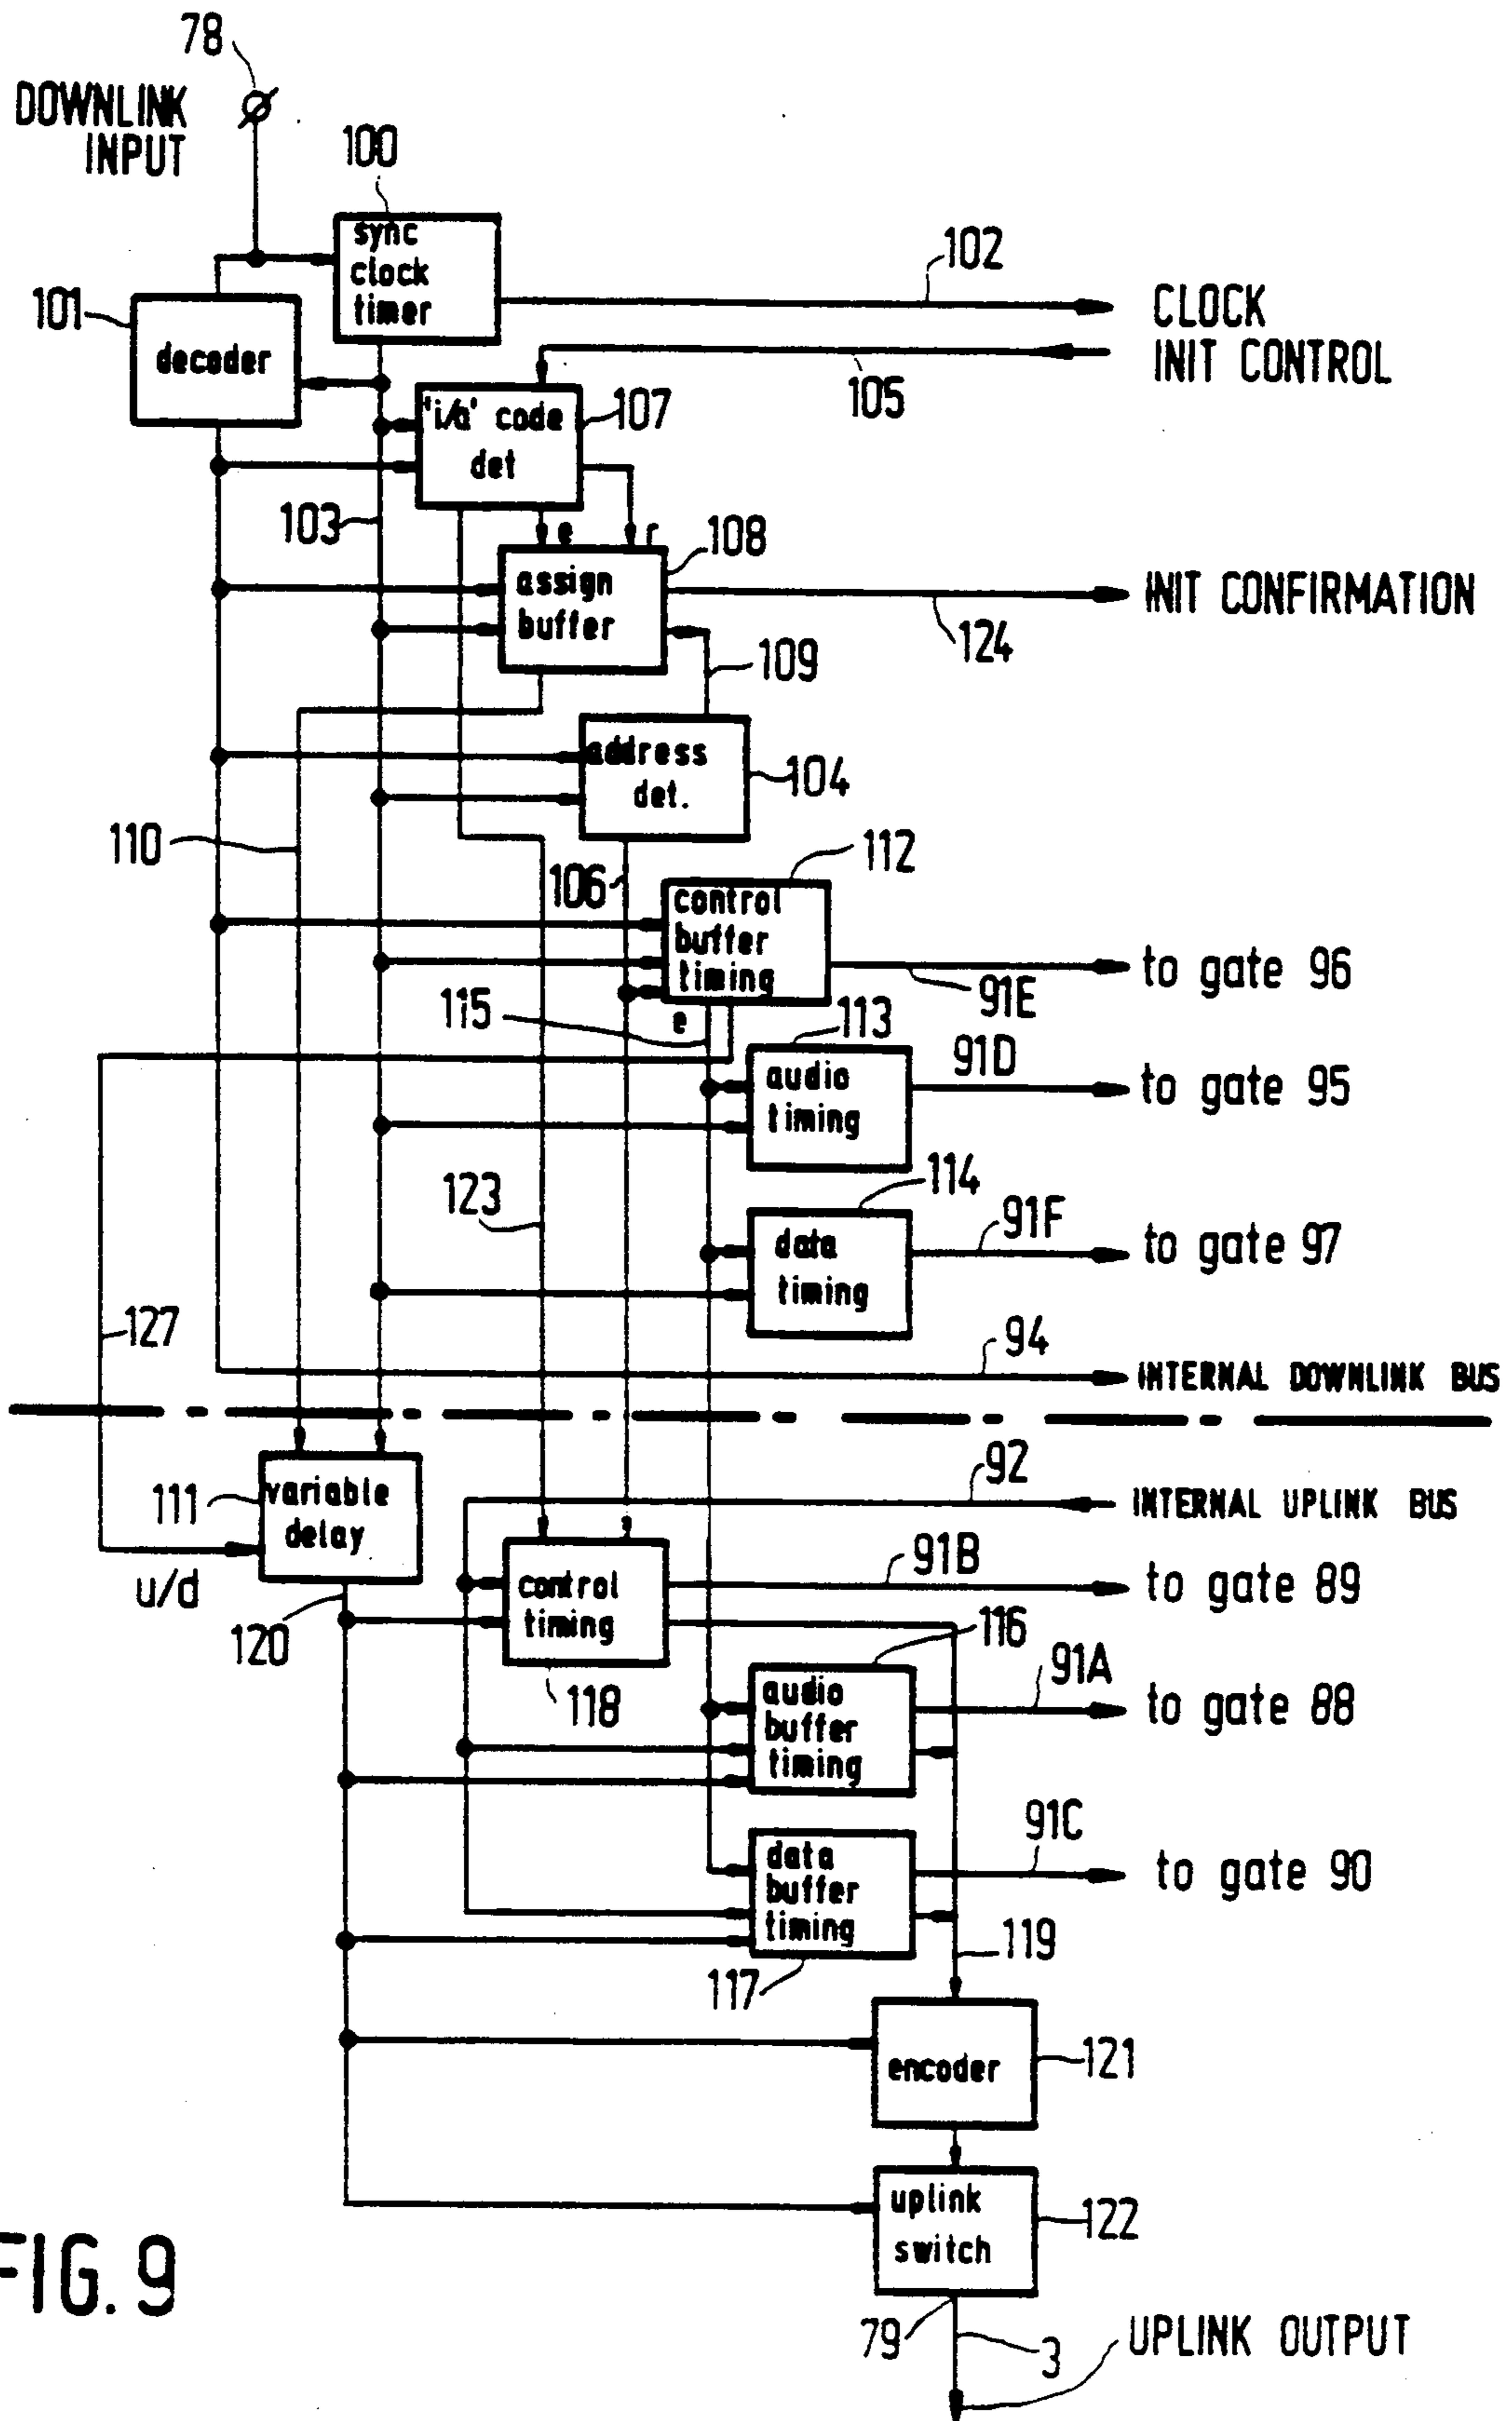 78
DOWNLINK
INPUT
100
sync
clock
timer
102
CLOCK
101
decoder
INIT CONTROL
105
'i/a' code
det
107
103
e
r
108
assign
buffer
INIT CONFIRMATION
124
109
address
det.
104
110
112
106
control
buffer
timing
to gate 96
91E
115
e
113
91D
audio
timing
to gate 95
123
114
91F
data
timing
to gate 97
127
94
INTERNAL DOWNLINK BUS
92
111
variable
delay
INTERNAL UPLINK BUS
91B
u/d
control
timing
to gate 89
120
116
118
91A
audio
buffer
timing
to gate 88
91C
data
buffer
timing
to gate 90
119
117
encoder
121
uplink
switch
122
FIG. 9
79
3
UPLINK OUTPUT